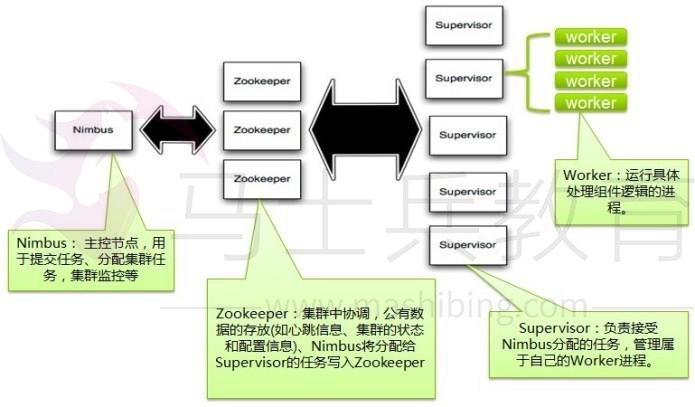 Supervisor
worker
worker
worker
worker
Zookeeper
Supervisor
Nimbus
Zookeeper
Supervisor
Zookeeper
Supervisor
Supervisor
Worker：运行具体
处理组件逻辑的进
程。
Nimbus： 主控节点，用
于提交任务、分配集群任
务，集群监控等
Zookeeper：集群中协调，公有数
据的存放(如心跳信息、集群的状态
和配置信息)、Nimbus将分配给
Supervisor的任务写入Zookeeper
Supervisor：负责接受
Nimbus分配的任务，管理属
于自己的Worker进程。
马士兵教育
www.mashibing.com